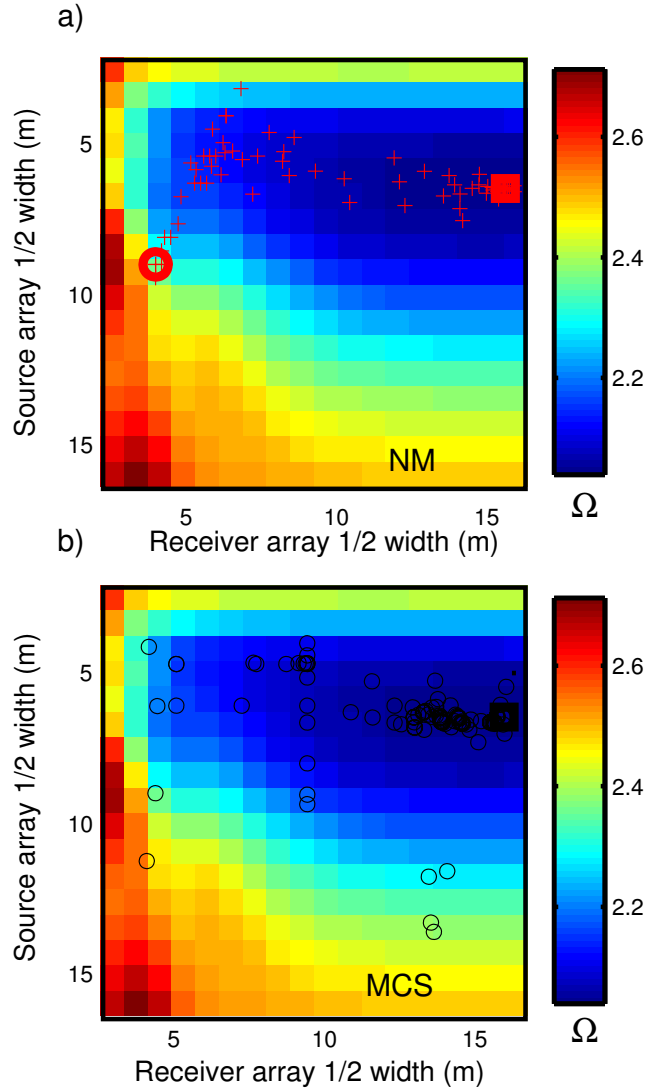 a)
Source array 1/2 width (m)
5
10
15
NM
5
10
15
Receiver array 1/2 width (m)
2.6
2.4
2.2
Ω
b)
Source array 1/2 width (m)
5
10
15
MCS
5
10
15
Receiver array 1/2 width (m)
2.6
2.4
2.2
Ω